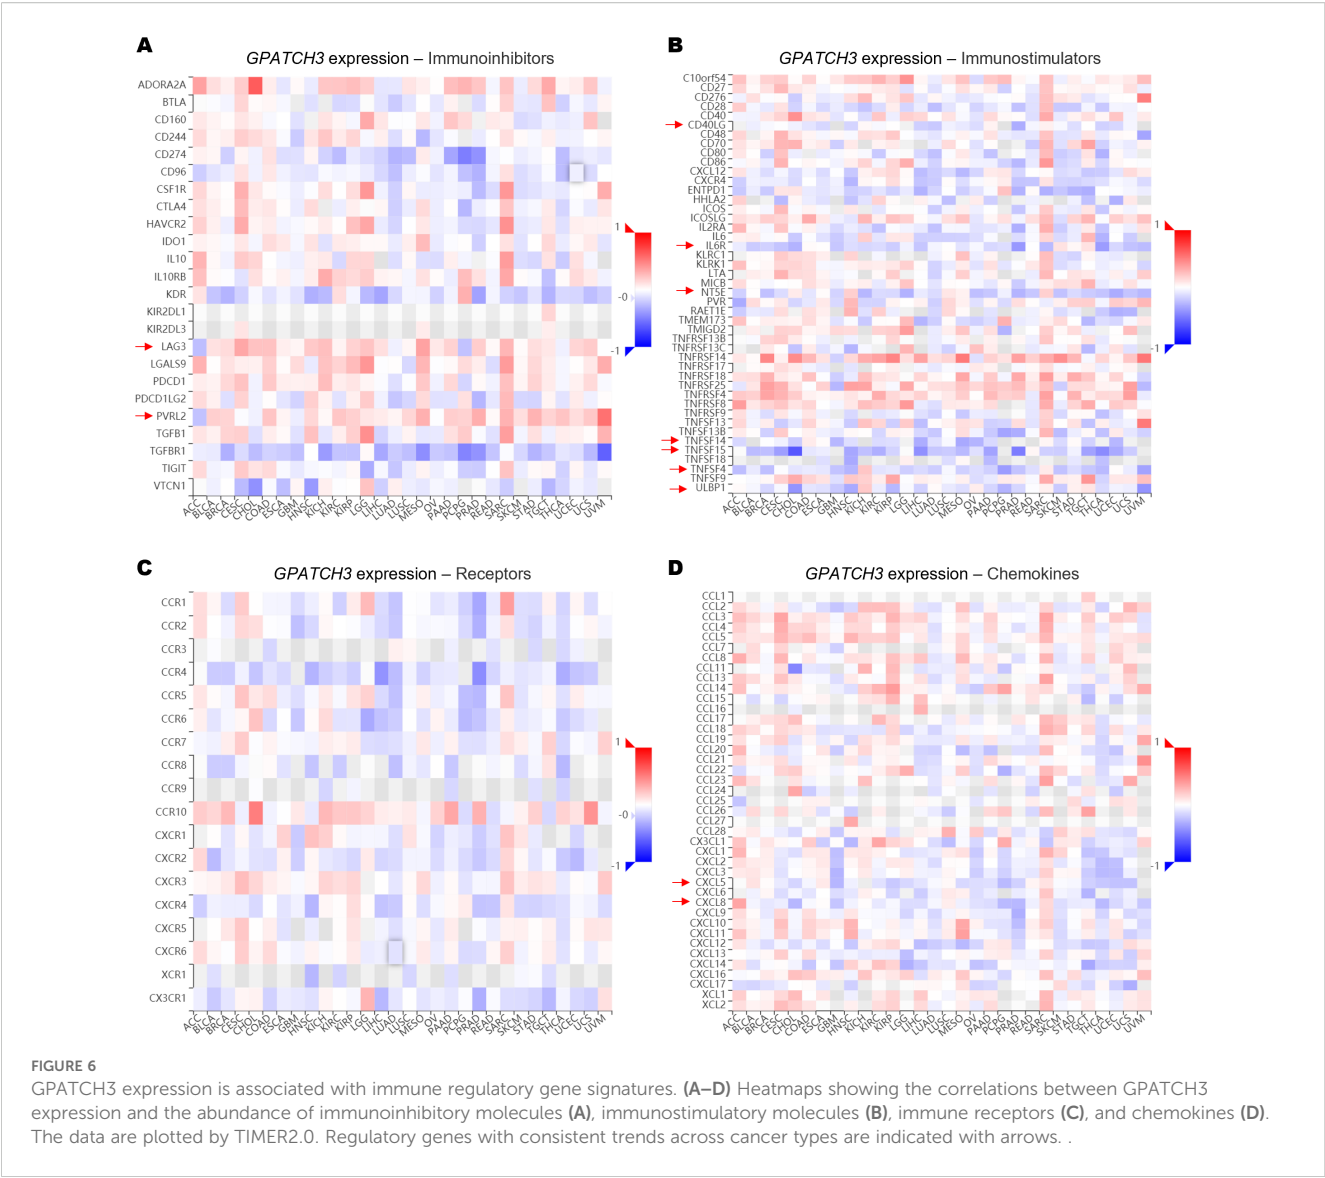 A
GPATCH3 expression – Immunoinhibitors
ADORA2A
BTLA
CD160
CD244
CD274
CD96
CSF1R
CTLA4
HAVCR2
IDO1
IL10
IL10RB
KDR
KIR2DL1
KIR2DL3
LAG3
LGALS9
PDCD1
PDCD1LG2
PVRL2
TGFB1
TGFBR1
TIGIT
VTCN1
ACC BLCA BRCA CESC CHOL COAD ESCA GBM HNSC KICH KIRC KIRP LGG LIHC LUAD LUSC MESO OV PAAD PCPG PRAD READ SARC SKCM STAD TGCT THCA UCEC UCS UVM
1
-0
-1
B
GPATCH3 expression – Immunostimulators
C10orf54
CD27
CD276
CD28
CD40
CD40LG
CD48
CD70
CD80
CD86
CXCL12
CXCR4
ENTPD1
HHLA2
ICOS
ICOSLG
IL2RA
IL6
IL6R
KLRC1
KLRK1
LTA
MICB
NT5E
PVR
RAET1E
TMEM173
TMIGD2
TNFRSF13B
TNFRSF13C
TNFRSF14
TNFRSF17
TNFRSF18
TNFRSF25
TNFRSF4
TNFRSF8
TNFRSF9
TNFSF13
TNFSF13B
TNFSF14
TNFSF15
TNFSF18
TNFSF4
TNFSF9
ULBP1
ACC BLCA BRCA CESC CHOL COAD ESCA GBM HNSC KICH KIRC KIRP LGG LIHC LUAD LUSC MESO OV PAAD PCPG PRAD READ SARC SKCM STAD TGCT THCA UCEC UCS UVM
1
-1
C
GPATCH3 expression – Receptors
CCR1
CCR2
CCR3
CCR4
CCR5
CCR6
CCR7
CCR8
CCR9
CCR10
CXCR1
CXCR2
CXCR3
CXCR4
CXCR5
CXCR6
XCR1
CX3CR1
ACC BLCA BRCA CESC CHOL COAD ESCA GBM HNSC KICH KIRC KIRP LGG LIHC LUAD LUSC MESO OV PAAD PCPG PRAD READ SARC SKCM STAD TGCT THCA UCEC UCS UVM
1
-0
-1
D
GPATCH3 expression – Chemokines
CCL1
CCL2
CCL3
CCL4
CCL5
CCL7
CCL8
CCL11
CCL13
CCL14
CCL15
CCL16
CCL17
CCL18
CCL19
CCL20
CCL21
CCL22
CCL23
CCL24
CCL25
CCL26
CCL27
CCL28
CX3CL1
CXCL1
CXCL2
CXCL3
CXCL5
CXCL6
CXCL8
CXCL9
CXCL10
CXCL11
CXCL12
CXCL13
CXCL14
CXCL16
CXCL17
XCL1
XCL2
ACC BLCA BRCA CESC CHOL COAD ESCA GBM HNSC KICH KIRC KIRP LGG LIHC LUAD LUSC MESO OV PAAD PCPG PRAD READ SARC SKCM STAD TGCT THCA UCEC UCS UVM
1
-1
FIGURE 6
GPATCH3 expression is associated with immune regulatory gene signatures. (A–D) Heatmaps showing the correlations between GPATCH3
expression and the abundance of immunoinhibitory molecules (A), immunostimulatory molecules (B), immune receptors (C), and chemokines (D).
The data are plotted by TIMER2.0. Regulatory genes with consistent trends across cancer types are indicated with arrows. .